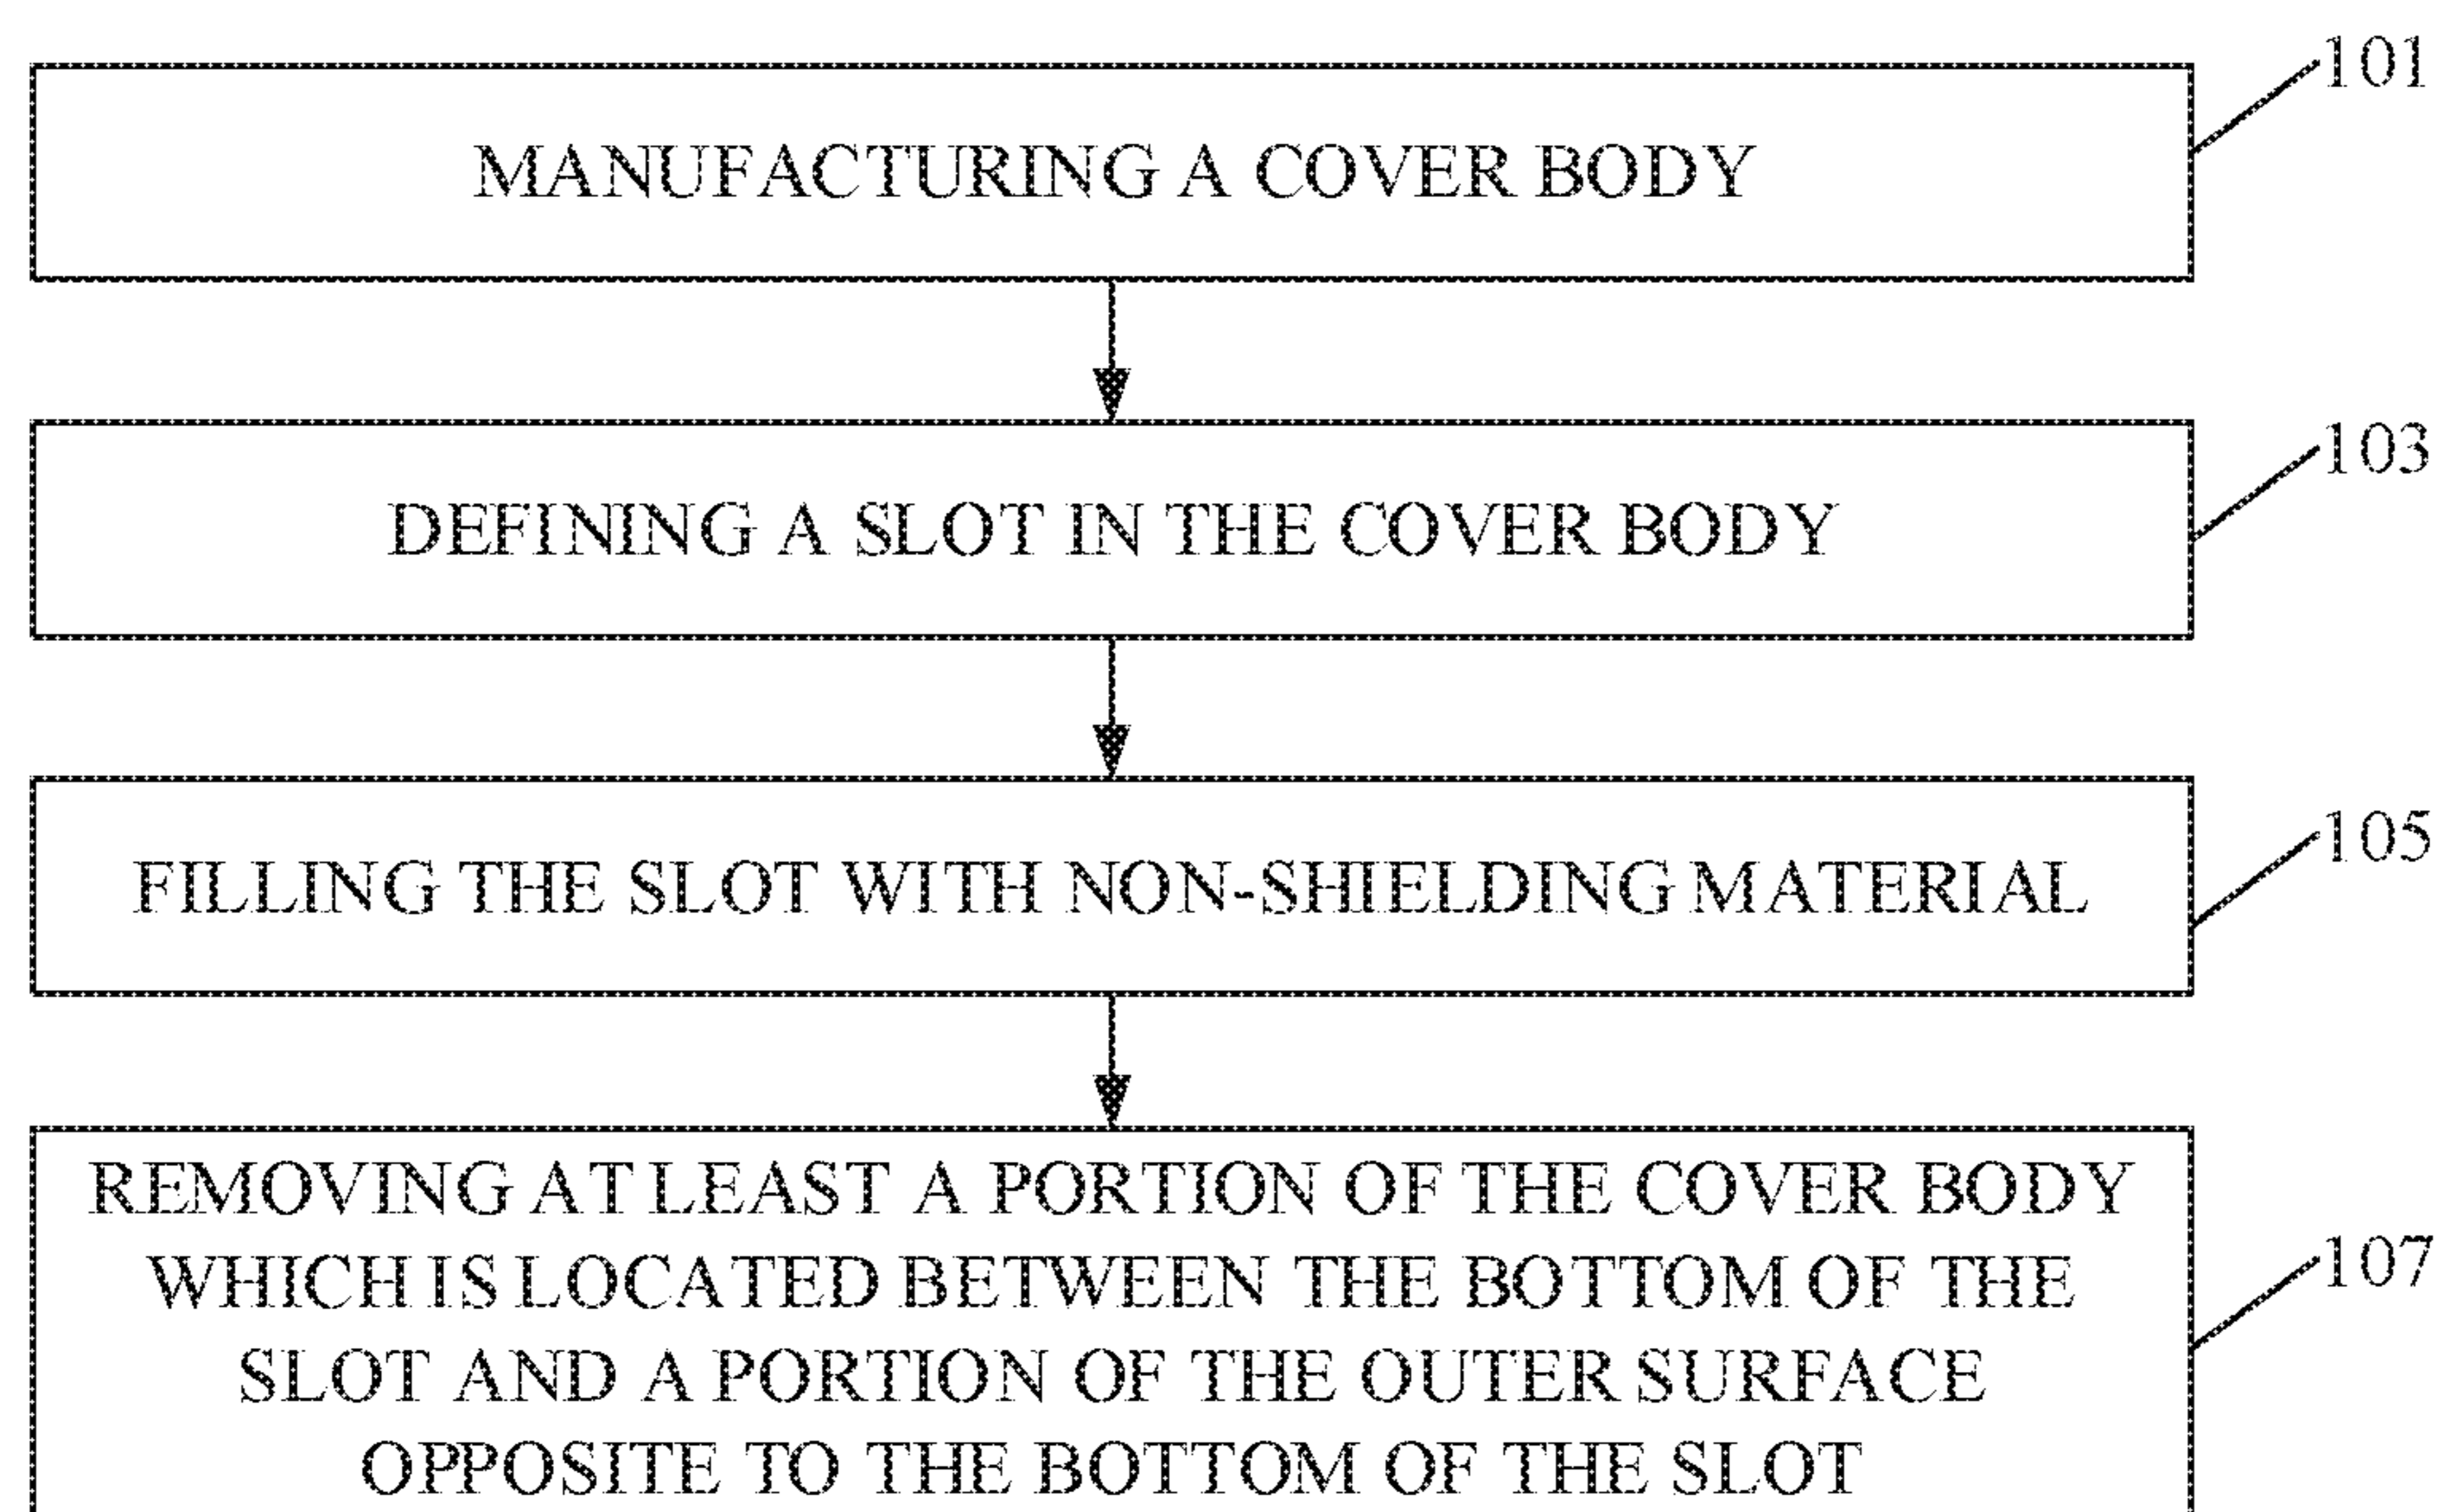 101
MANUFACTURING A COVER BODY
103
DEFINING A SLOT IN THE COVER BODY
105
FILLING THE SLOT WITH NON-SHIELDING MATERIAL
REMOVING AT LEAST A PORTION OF THE COVER BODY
WHICH IS LOCATED BETWEEN THE BOTTOM OF THE
107
SLOT AND A PORTION OF THE OUTER SURFACE
OPPOSITE TO THE BOTTOM OF THE SLOT